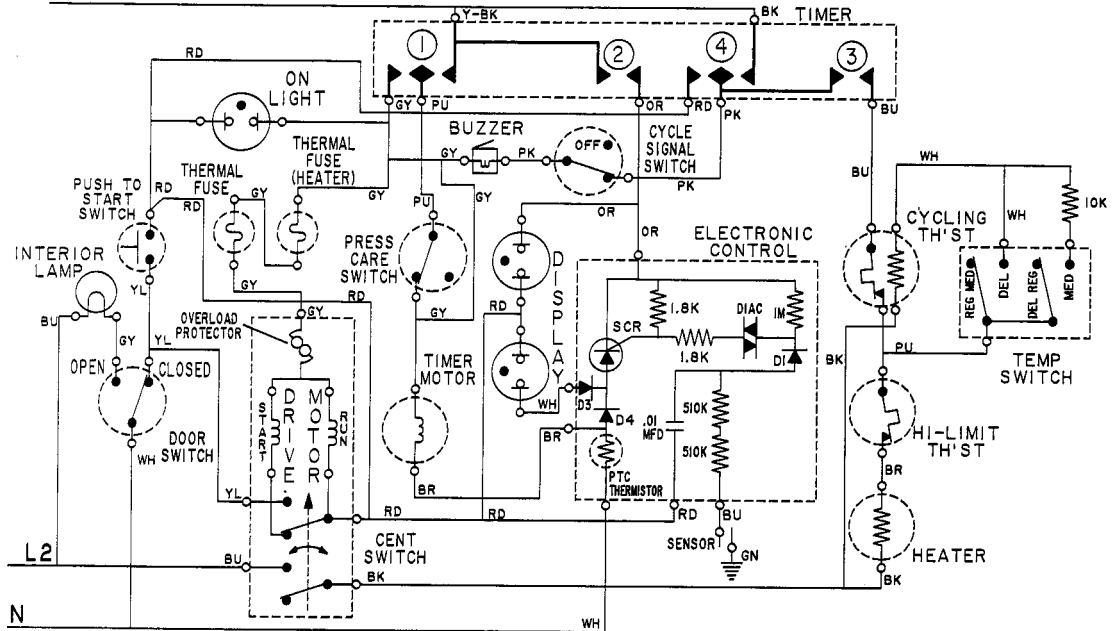 Y-BK
BK
TIMER
1
2
4
3
RD
GY
PU
OR
RD
PK
BU
ON
LIGHT
BUZZER
GY
PK
OFF
CYCLE
SIGNAL
SWITCH
PK
THERMAL
FUSE
(HEATER)
THERMAL
FUSE
GY
GY
PUSH TO
START
SWITCH
RD
RD
PU
GY
OR
OR
BU
WH
WH
10K
CYCLING
TH'ST
PRESS
CARE
SWITCH
GY
ELECTRONIC
CONTROL
INTERIOR
LAMP
YL
BU
GY
YL
GY
RD
OVERLOAD
PROTECTOR
GY
DISPLAY
RD
WH
SCR
1.8K
1.8K
DIAC
1M
D1
D3
D4
.01
MFD
510K
510K
PTC
THERMISTOR
REG MED
DEL
DEL REG
MED
TEMP
SWITCH
BK
PU
OPEN
CLOSED
DOOR
SWITCH
WH
TIMER
MOTOR
BR
BR
START
DRIVE
MOTOR
RUN
HI-LIMIT
TH'ST
BR
HEATER
BK
YL
RD
RD
RD
BU
SENSOR
GN
CENT
SWITCH
L2
BU
BK
N
WH